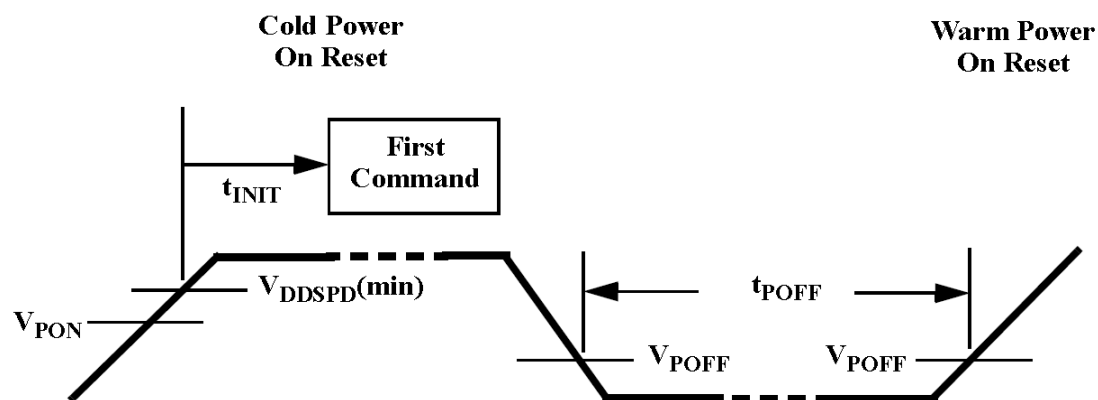 Cold Power
On Reset
Warm Power
On Reset
First
Command
tINIT
VDDSPD(min)
VPON
tPOFF
VPOFF
VPOFF